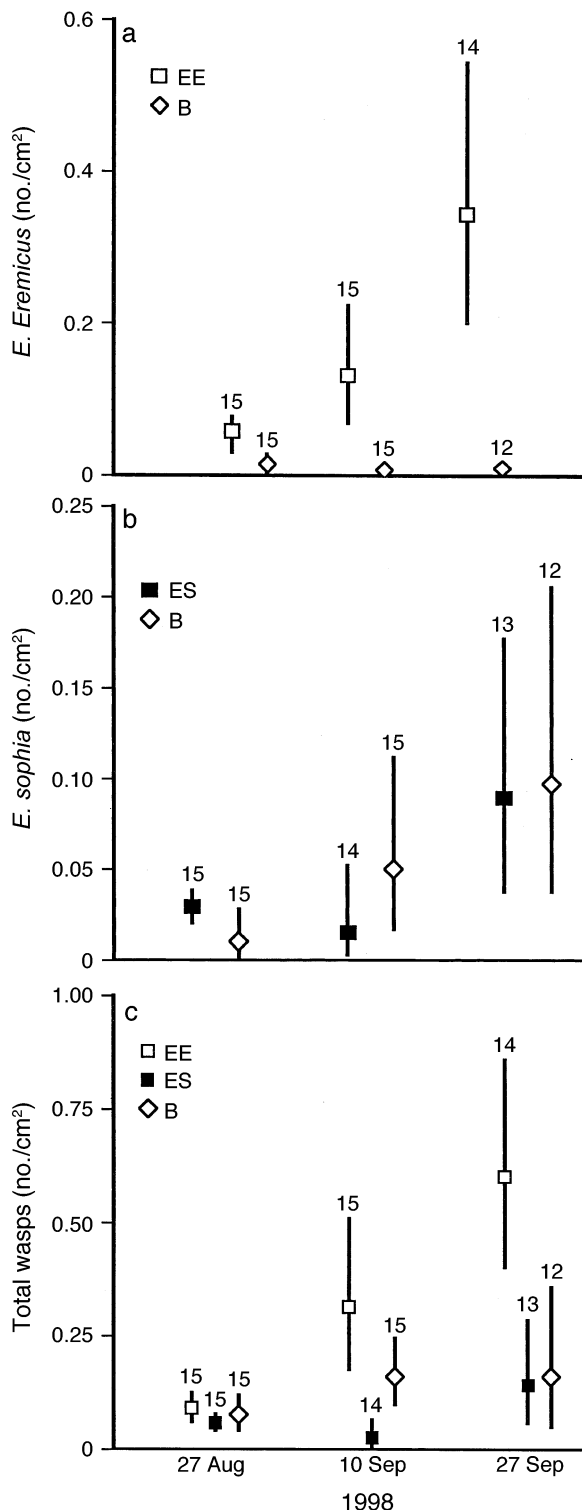 a
0.6
0.4
0.2
0
E. Eremicus (no./cm²)
EE
B
15
15
15
15
14
12
b
0.25
0.20
0.15
0.10
0.05
0
E. sophia (no./cm²)
ES
B
15
15
14
15
13
12
c
1.00
0.75
0.50
0.25
0
Total wasps (no./cm²)
EE
ES
B
15
15
15
15
14
15
14
13
12
27 Aug
10 Sep
27 Sep
1998